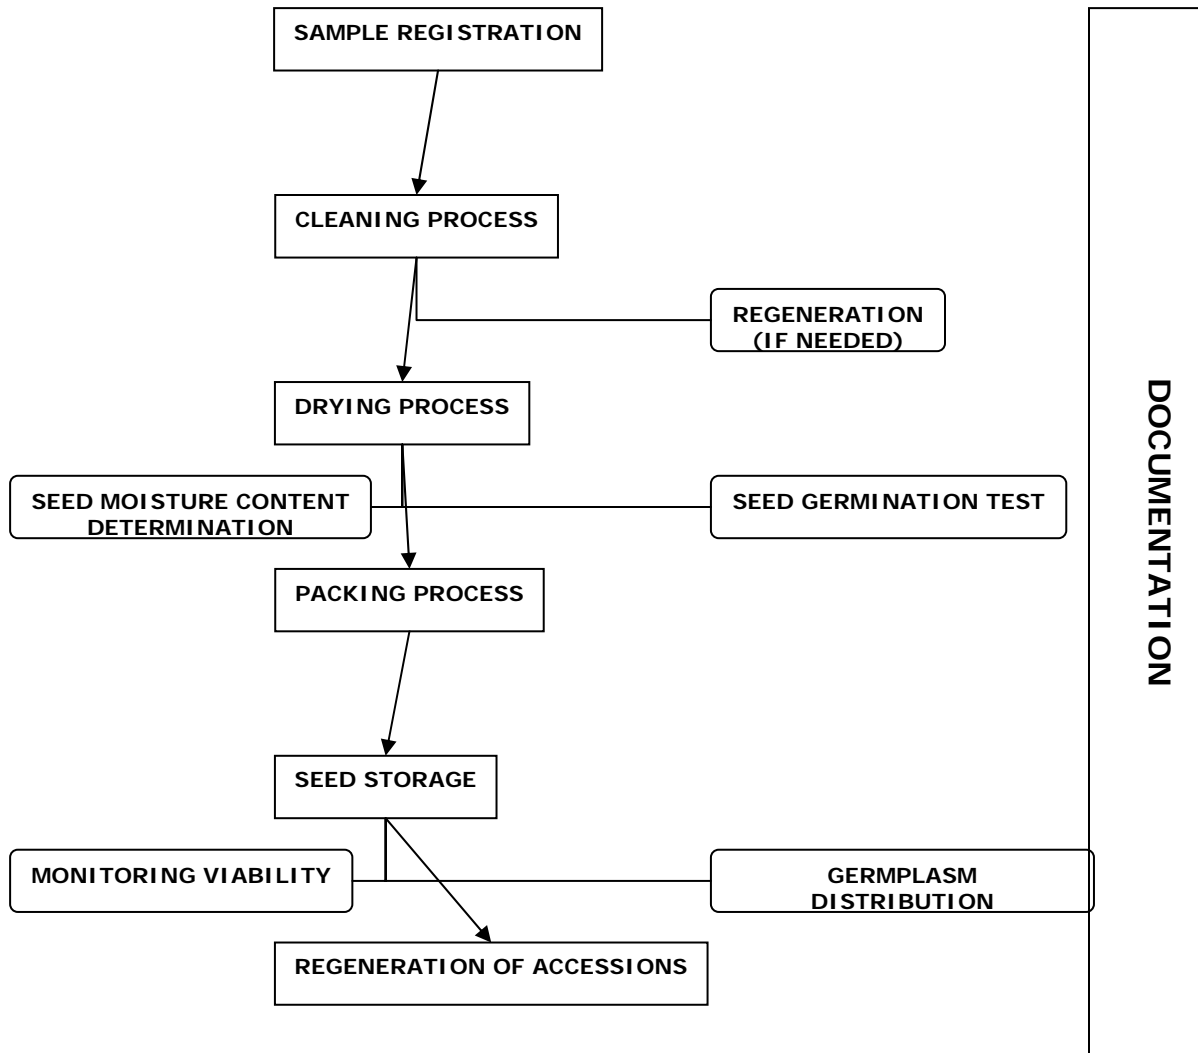 SAMPLE REGISTRATION
CLEANING PROCESS
REGENERATION
(IF NEEDED)
DRYING PROCESS
SEED MOISTURE CONTENT
DETERMINATION
SEED GERMINATION TEST
PACKING PROCESS
SEED STORAGE
MONITORING VIABILITY
GERMPLASM
DISTRIBUTION
REGENERATION OF ACCESSIONS
DOCUMENTATION